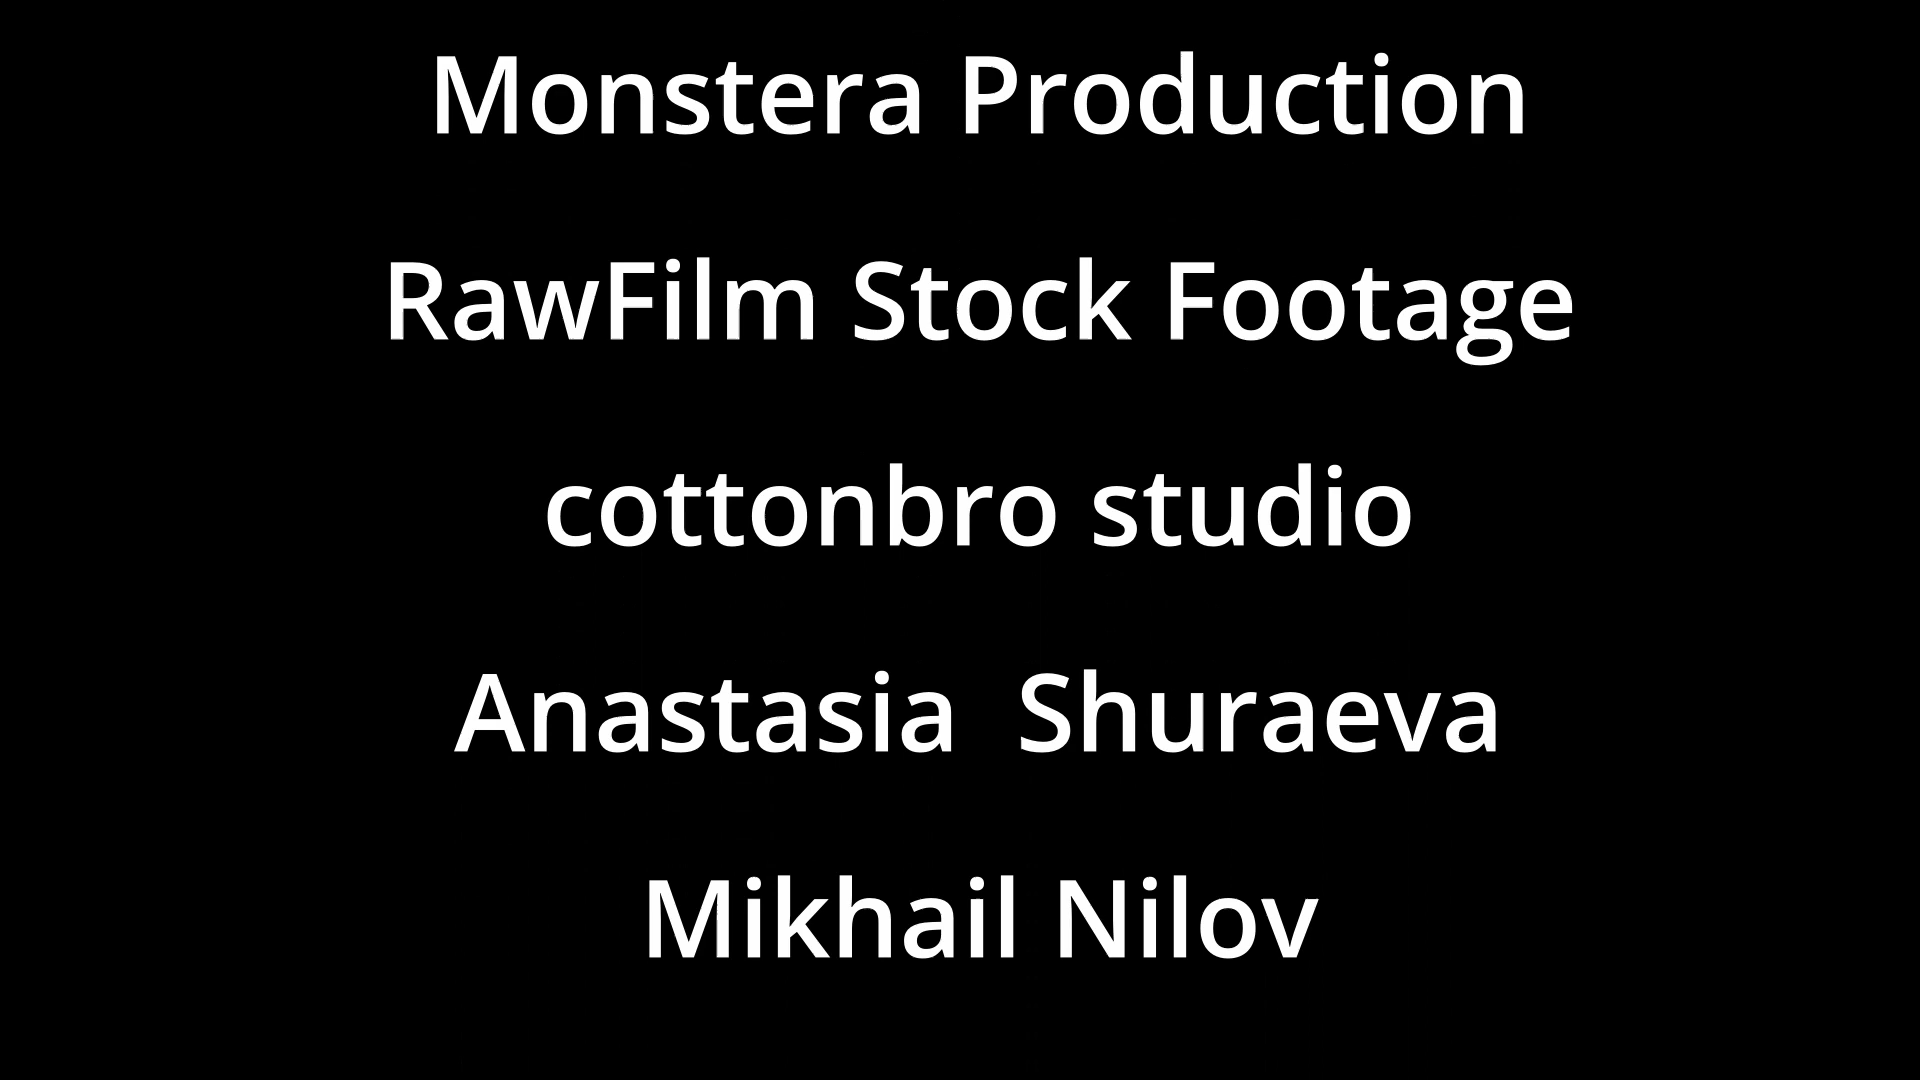 Monstera Production
RawFilm Stock Footage
cottonbro studio
Anastasia  Shuraeva
Mikhail Nilov